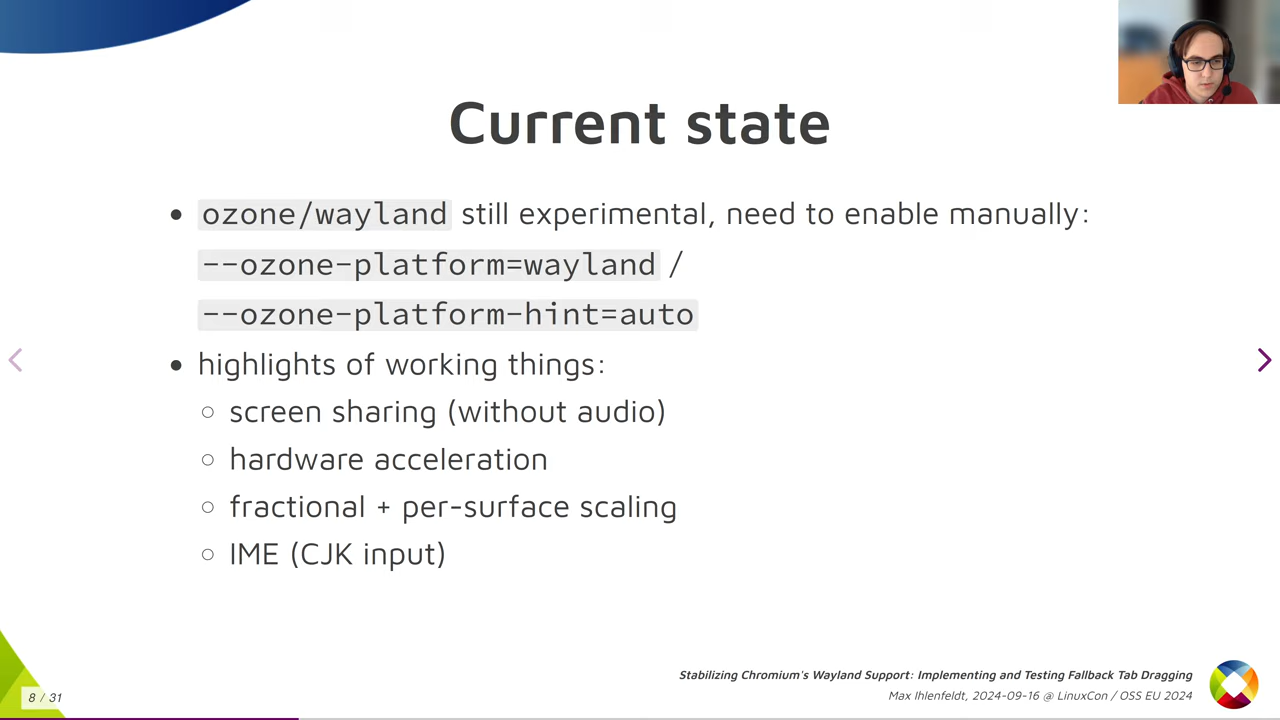 Current state
ozone/wayland still experimental, need to enable manually:
--ozone-platform=wayland /
--ozone-platform-hint=auto
highlights of working things:
screen sharing (without audio)
hardware acceleration
fractional + per-surface scaling
IME (CJK input)
Stabilizing Chromium's Wayland Support: Implementing and Testing Fallback Tab Dragging
8 / 31
Max Ihlenfeldt, 2024-09-16 @ LinuxCon / OSS EU 2024